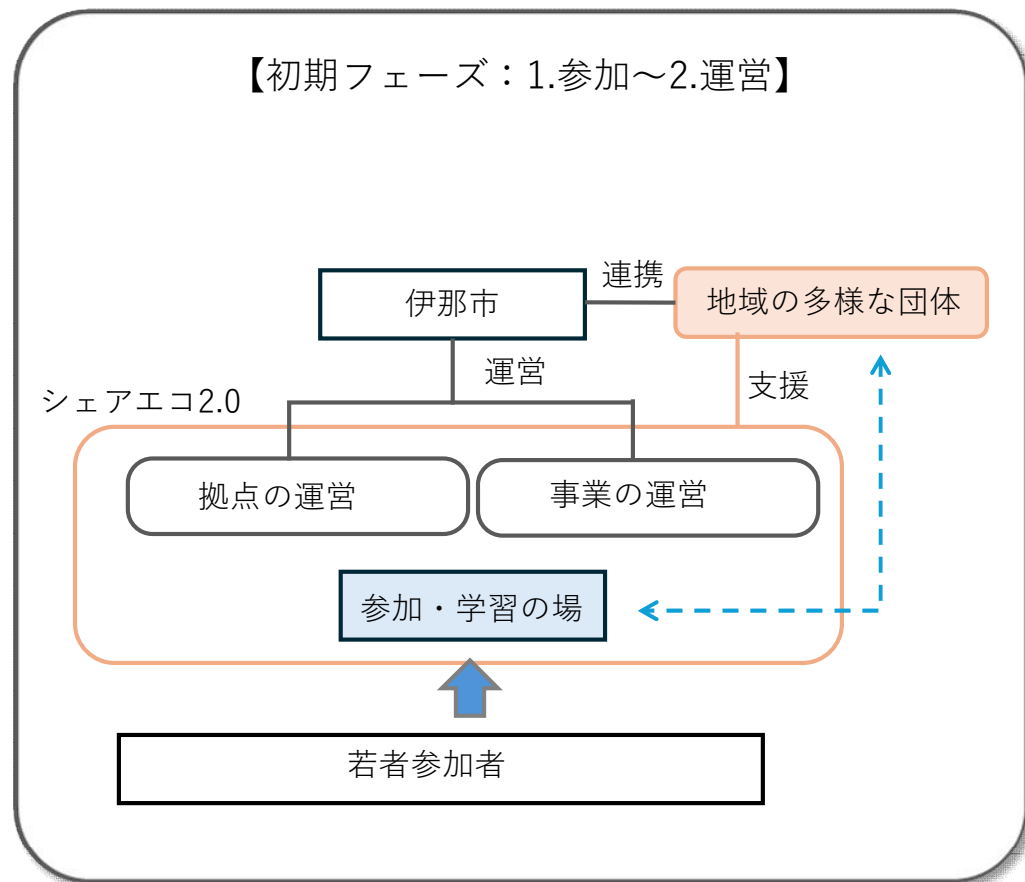 【初期フェーズ：1.参加～2.運営】
伊那市
連携
地域の多様な団体
運営
支援
シェアエコ2.0
拠点の運営
事業の運営
参加・学習の場
若者参加者